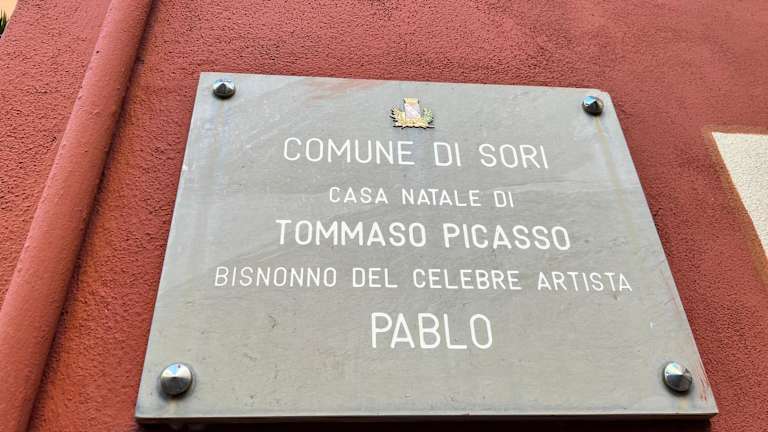 COMUNE DI SORI
CASA NATALE DI
TOMMASO PICASSO
BISNONNO DEL CELEBRE ARTISTA
PABLO